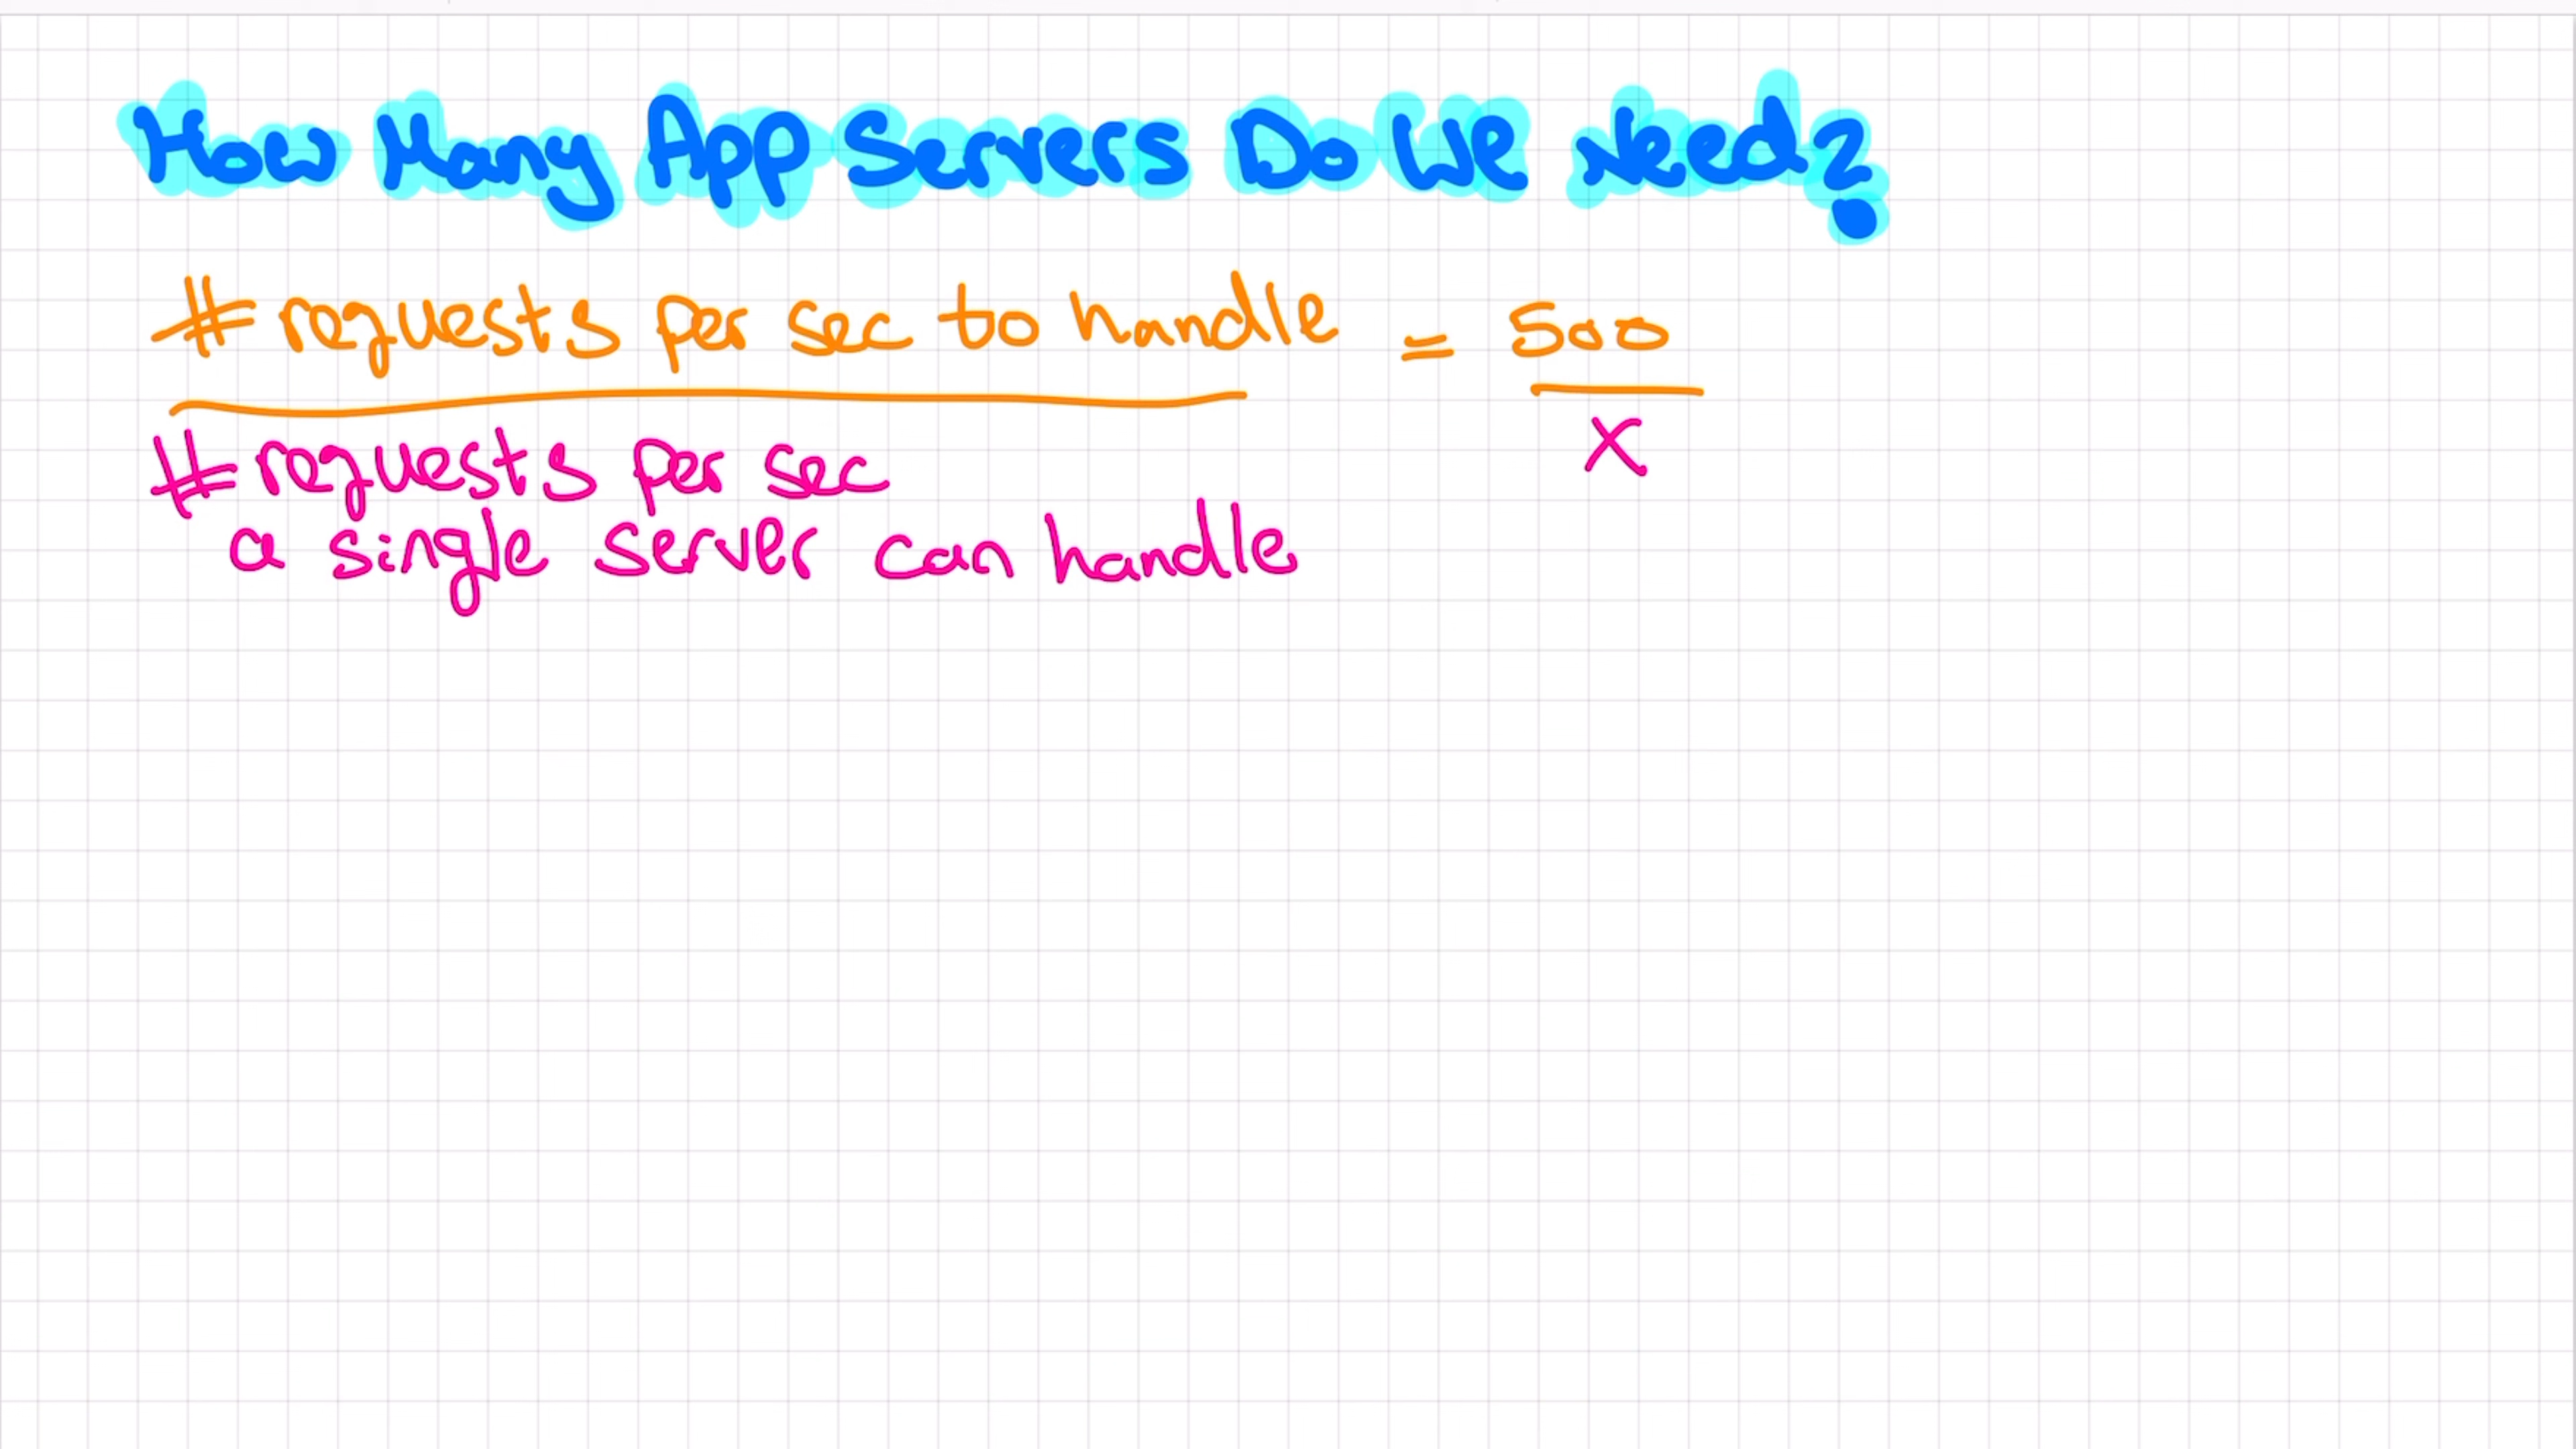 How Many App Servers Do We Need?
# requests per sec to handle = 500
# requests per sec X
a single server can handle